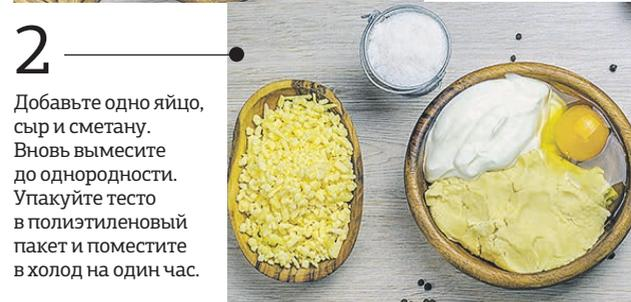 2
Добавьте одно яйцо,
сыр и сметану.
Вновь вымесите
до однородности.
Упакуйте тесто
в полиэтиленовый
пакет и поместите
в холод на один час.